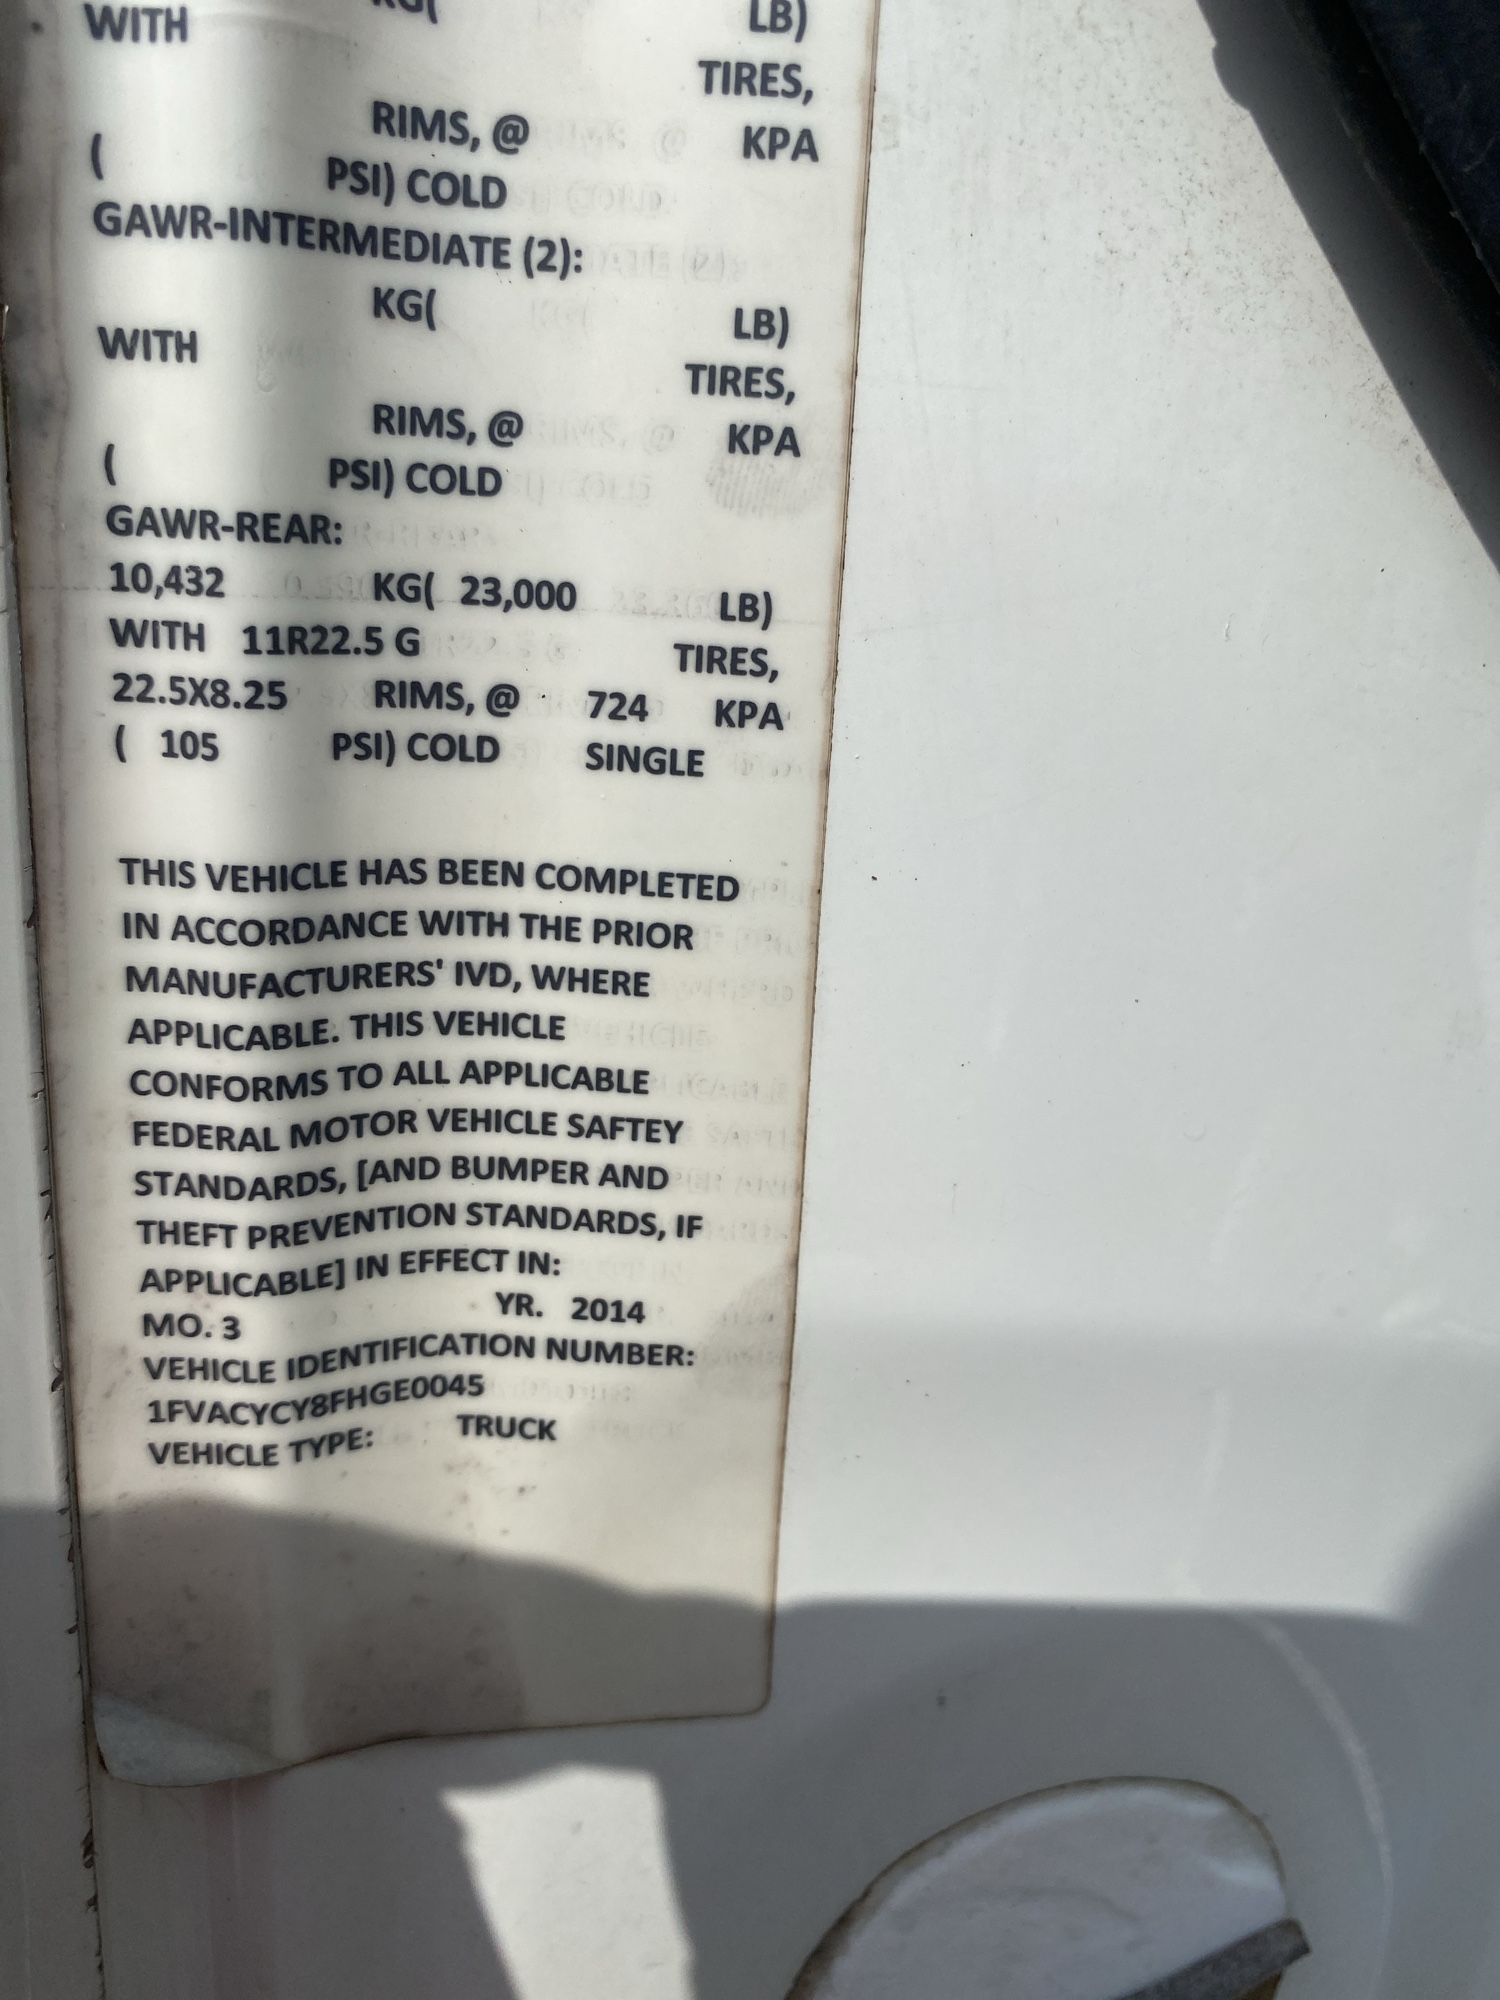 KG( LB)
WITH TIRES,
RIMS, @ KPA
( PSI) COLD
GAWR-INTERMEDIATE (2):
KG( LB)
WITH TIRES,
RIMS, @ KPA
( PSI) COLD
GAWR-REAR:
10,432 KG( 23,000 LB)
WITH 11R22.5 G TIRES,
22.5X8.25 RIMS, @ 724 KPA
( 105 PSI) COLD SINGLE
THIS VEHICLE HAS BEEN COMPLETED
IN ACCORDANCE WITH THE PRIOR
MANUFACTURERS' IVD, WHERE
APPLICABLE. THIS VEHICLE
CONFORMS TO ALL APPLICABLE
FEDERAL MOTOR VEHICLE SAFTEY
STANDARDS, [AND BUMPER AND
THEFT PREVENTION STANDARDS, IF
APPLICABLE] IN EFFECT IN:
MO. 3 YR. 2014
VEHICLE IDENTIFICATION NUMBER:
1FVACYCY8FHGE0045
VEHICLE TYPE: TRUCK